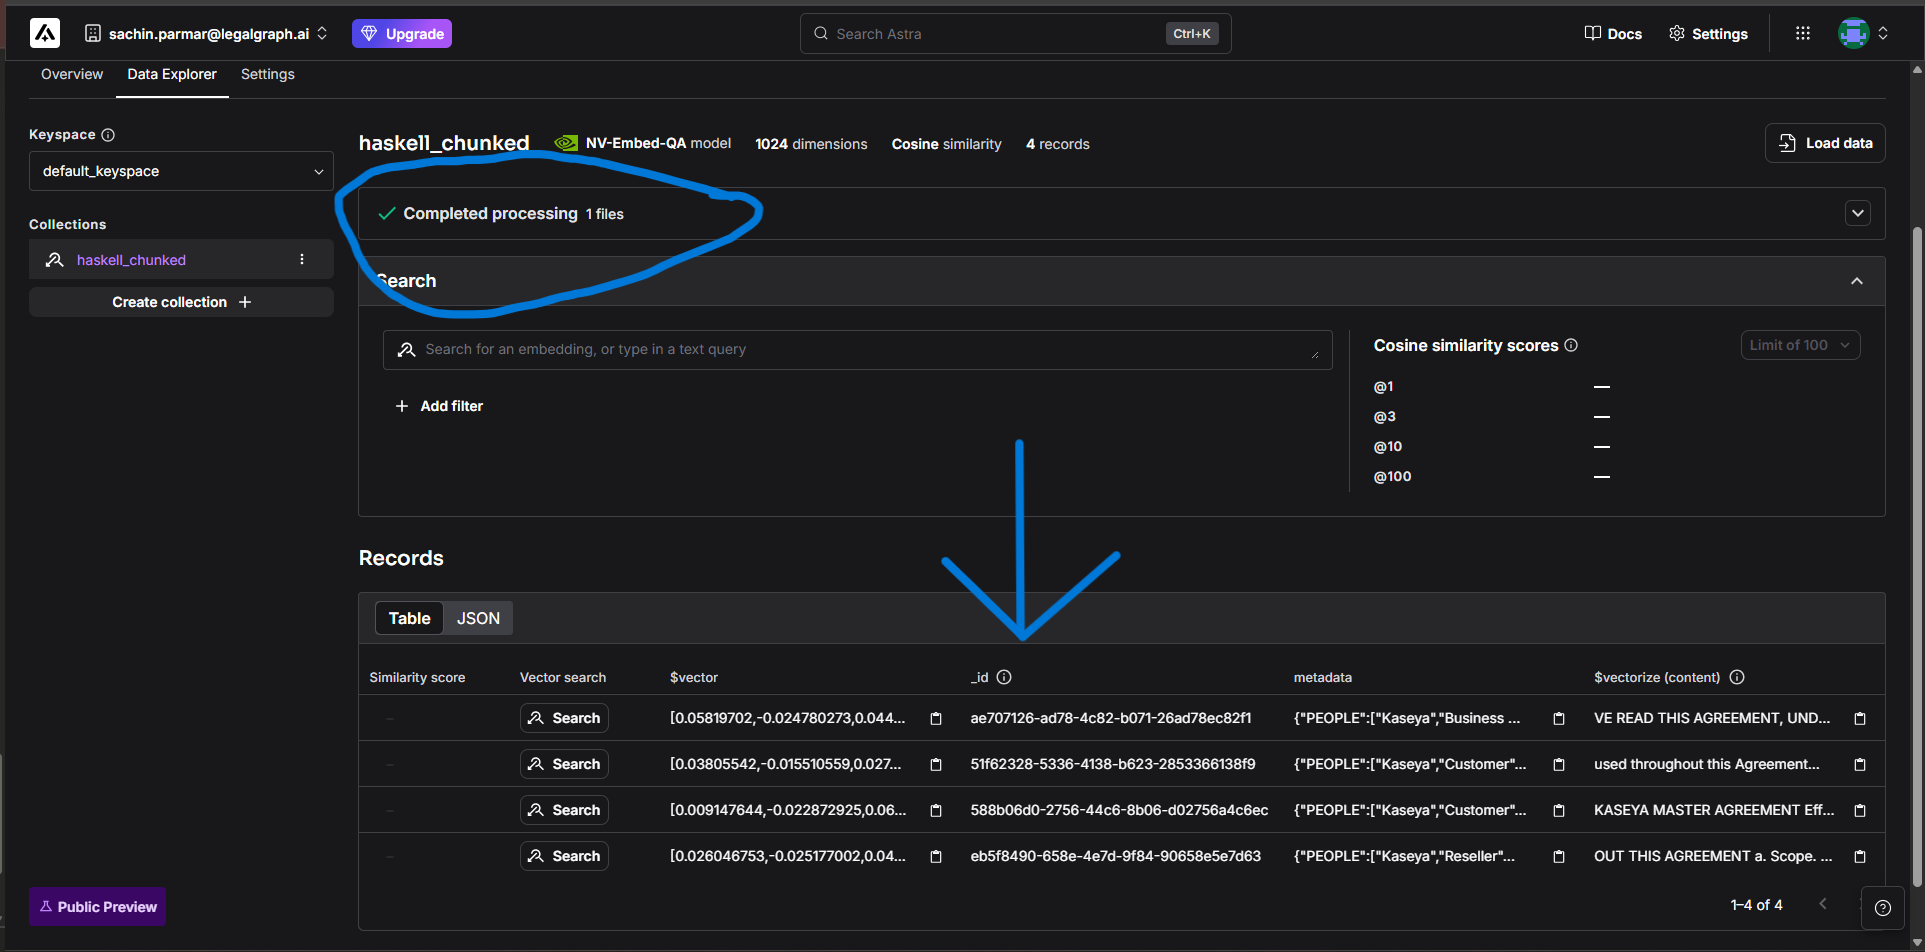 sachin.parmar@legalgraph.ai Upgrade Search Astra Ctrl+K Docs Settings
Overview Data Explorer Settings
Keyspace
default_keyspace
Collections
haskell_chunked
Create collection +
haskell_chunked NV-Embed-QA model 1024 dimensions Cosine similarity 4 records Load data
Completed processing 1 files
Search
Search for an embedding, or type in a text query
+ Add filter
Cosine similarity scores Limit of 100
@1 —
@3 —
@10 —
@100 —
Records
Table JSON
Similarity score Vector search $vector _id metadata $vectorize (content)
– Search [0.05819702,-0.024780273,0.044... ae707126-ad78-4c82-b071-26ad78ec82f1 {"PEOPLE":["Kaseya","Business ... VE READ THIS AGREEMENT, UND...
– Search [0.03805542,-0.015510559,0.027... 51f62328-5336-4138-b623-2853366138f9 {"PEOPLE":["Kaseya","Customer"... used throughout this Agreement...
– Search [0.009147644,-0.022872925,0.06... 588b06d0-2756-44c6-8b06-d02756a4c6ec {"PEOPLE":["Kaseya","Customer"... KASEYA MASTER AGREEMENT Eff...
– Search [0.026046753,-0.025177002,0.04... eb5f8490-658e-4e7d-9f84-90658e5e7d63 {"PEOPLE":["Kaseya","Reseller"... OUT THIS AGREEMENT a. Scope. ...
1–4 of 4
Public Preview